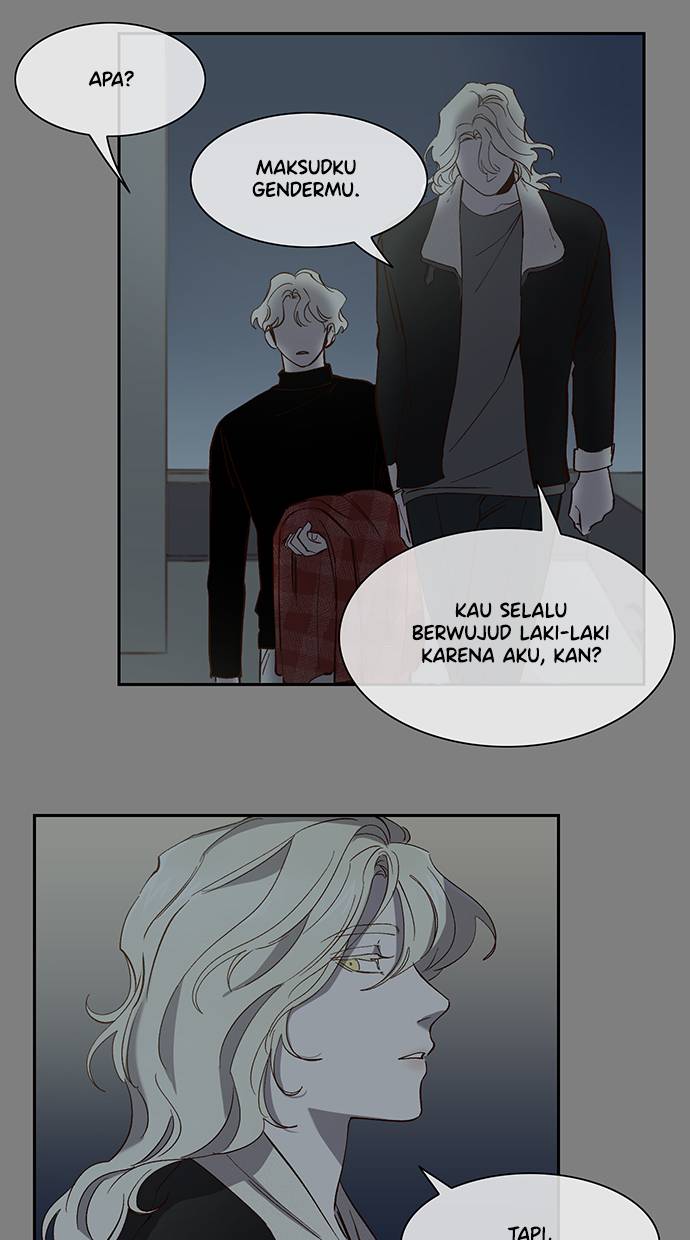 APA?
MAKSUDKU
GENDERMU.
KAU SELALU
BERWUJUD LAKI-LAKI
KARENA AKU, KAN?
TAPI,